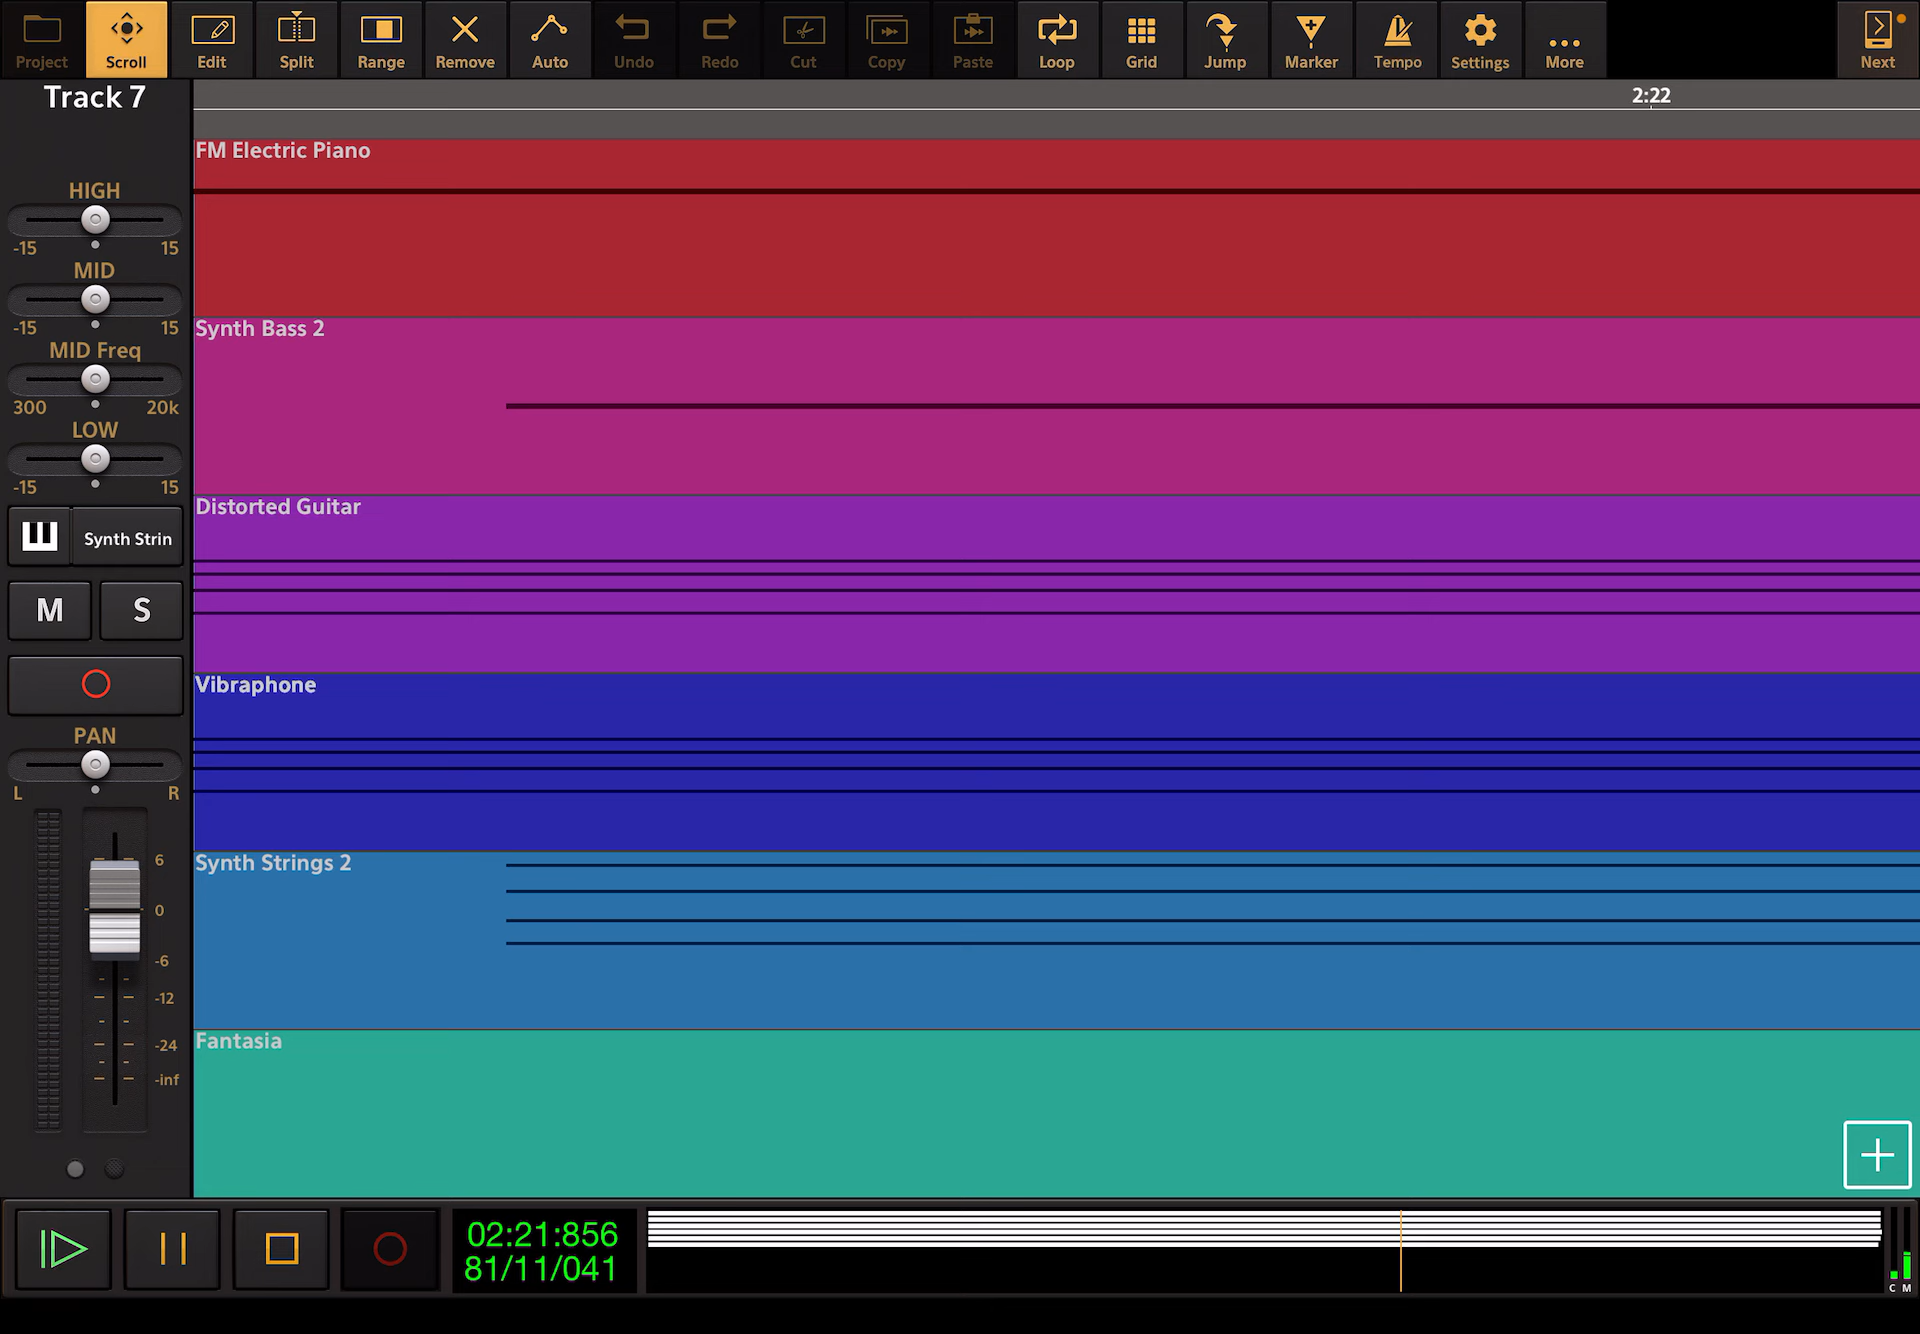 Project Scroll Edit Split Range Remove Auto Undo Redo Cut Copy Paste Loop Grid Jump Marker Tempo Settings More Next
Track 7
2:22
HIGH
-15 15
MID
-15 15
MID Freq
300 20k
LOW
-15 15
Synth Strin
M S
PAN
L R
6
0
-6
-12
-24
-inf
FM Electric Piano
Synth Bass 2
Distorted Guitar
Vibraphone
Synth Strings 2
Fantasia
02:21:856
81/11/041
C M